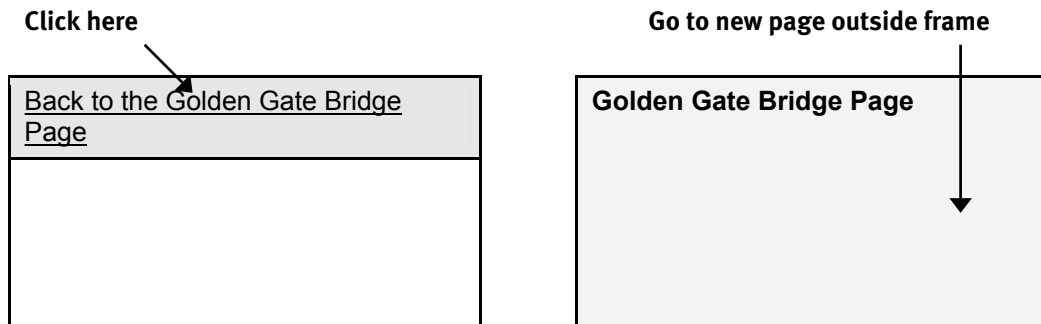 Click here
Go to new page outside frame
Back to the Golden Gate Bridge
Page
Golden Gate Bridge Page